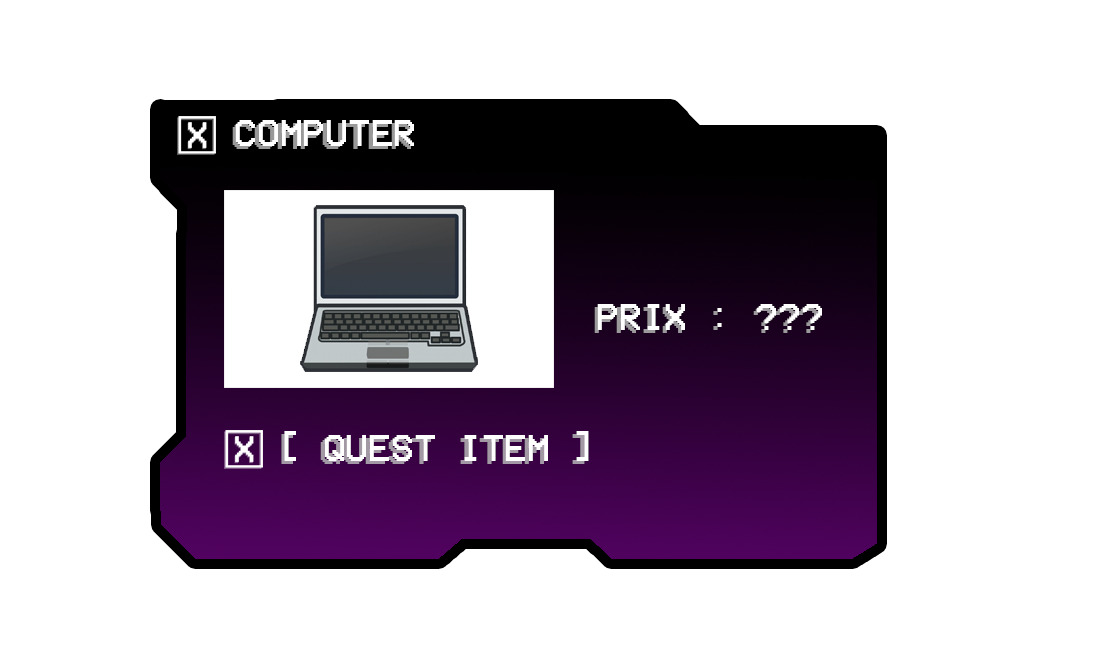 X COMPUTER
PRIX : ???
X [ QUEST ITEM ]